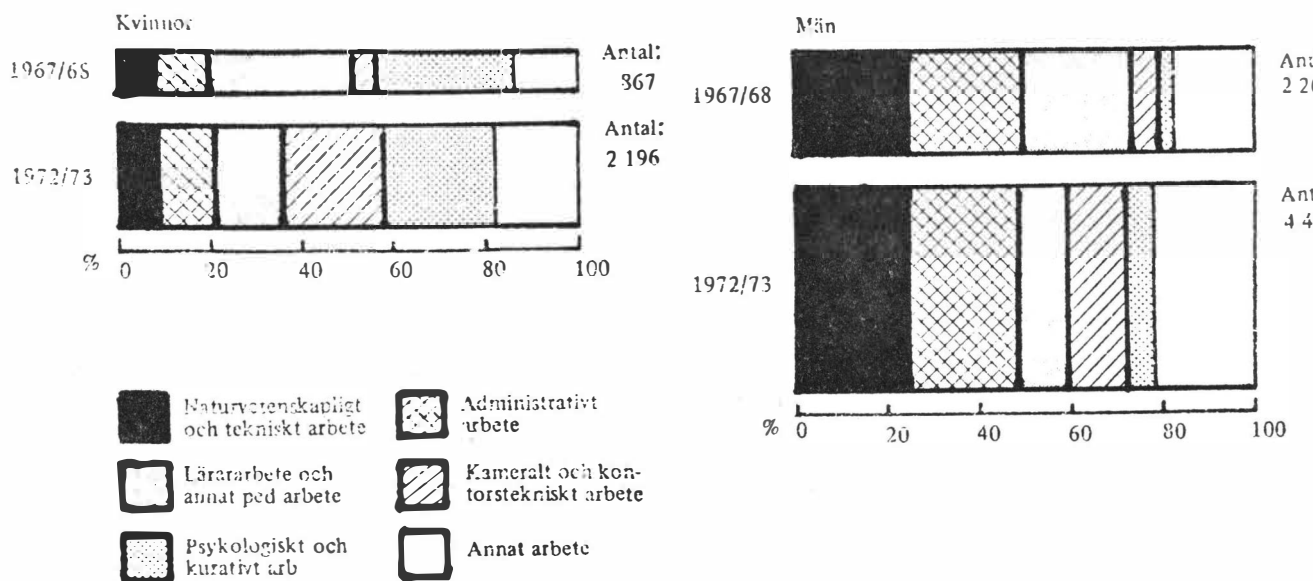 Kvinnor
1967/68
Antal:
867
1972/73
Antal:
2 196
% 0 20 40 60 80 100
Män
1967/68
1972/73
% 0 20 40 60 80 100
Naturvetenskapligt
och tekniskt arbete
Administrativt
arbete
Lärararbete och
annat ped arbete
Kameralt och kon-
torstekniskt arbete
Psykologiskt och
kurativt arb
Annat arbete